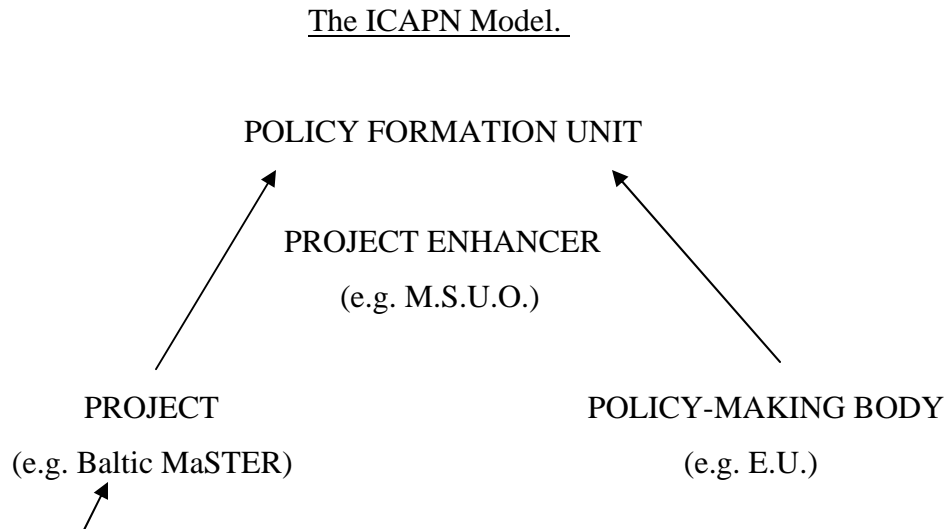 The ICAPN Model.
POLICY FORMATION UNIT
PROJECT ENHANCER
(e.g. M.S.U.O.)
PROJECT
(e.g. Baltic MaSTER)
POLICY-MAKING BODY
(e.g. E.U.)